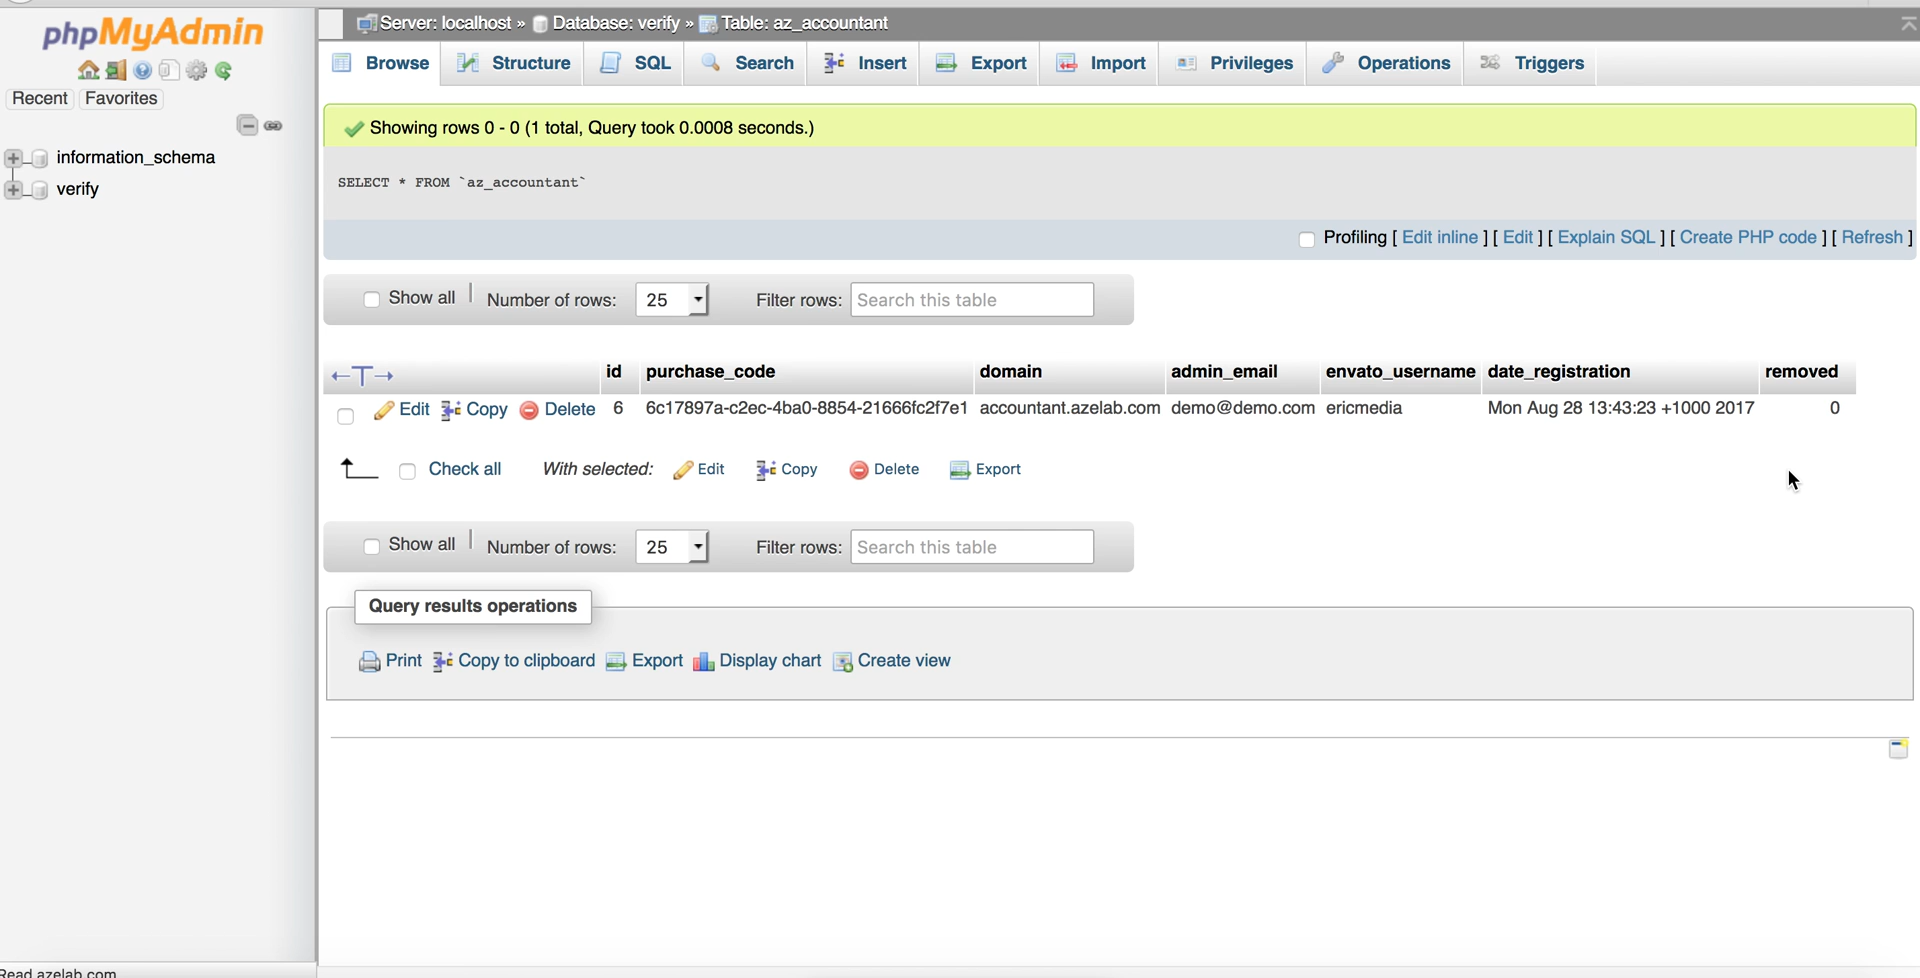 phpMyAdmin
Recent Favorites
information_schema
verify
Server: localhost » Database: verify » Table: az_accountant
Browse Structure SQL Search Insert Export Import Privileges Operations Triggers
Showing rows 0 - 0 (1 total, Query took 0.0008 seconds.)
SELECT * FROM `az_accountant`
Profiling [ Edit inline ] [ Edit ] [ Explain SQL ] [ Create PHP code ] [ Refresh ]
Show all Number of rows: 25 Filter rows: Search this table
id purchase_code domain admin_email envato_username date_registration removed
Edit Copy Delete 6 6c17897a-c2ec-4ba0-8854-21666fc2f7e1 accountant.azelab.com demo@demo.com ericmedia Mon Aug 28 13:43:23 +1000 2017 0
Check all With selected: Edit Copy Delete Export
Show all Number of rows: 25 Filter rows: Search this table
Query results operations
Print Copy to clipboard Export Display chart Create view
Read azelab.com